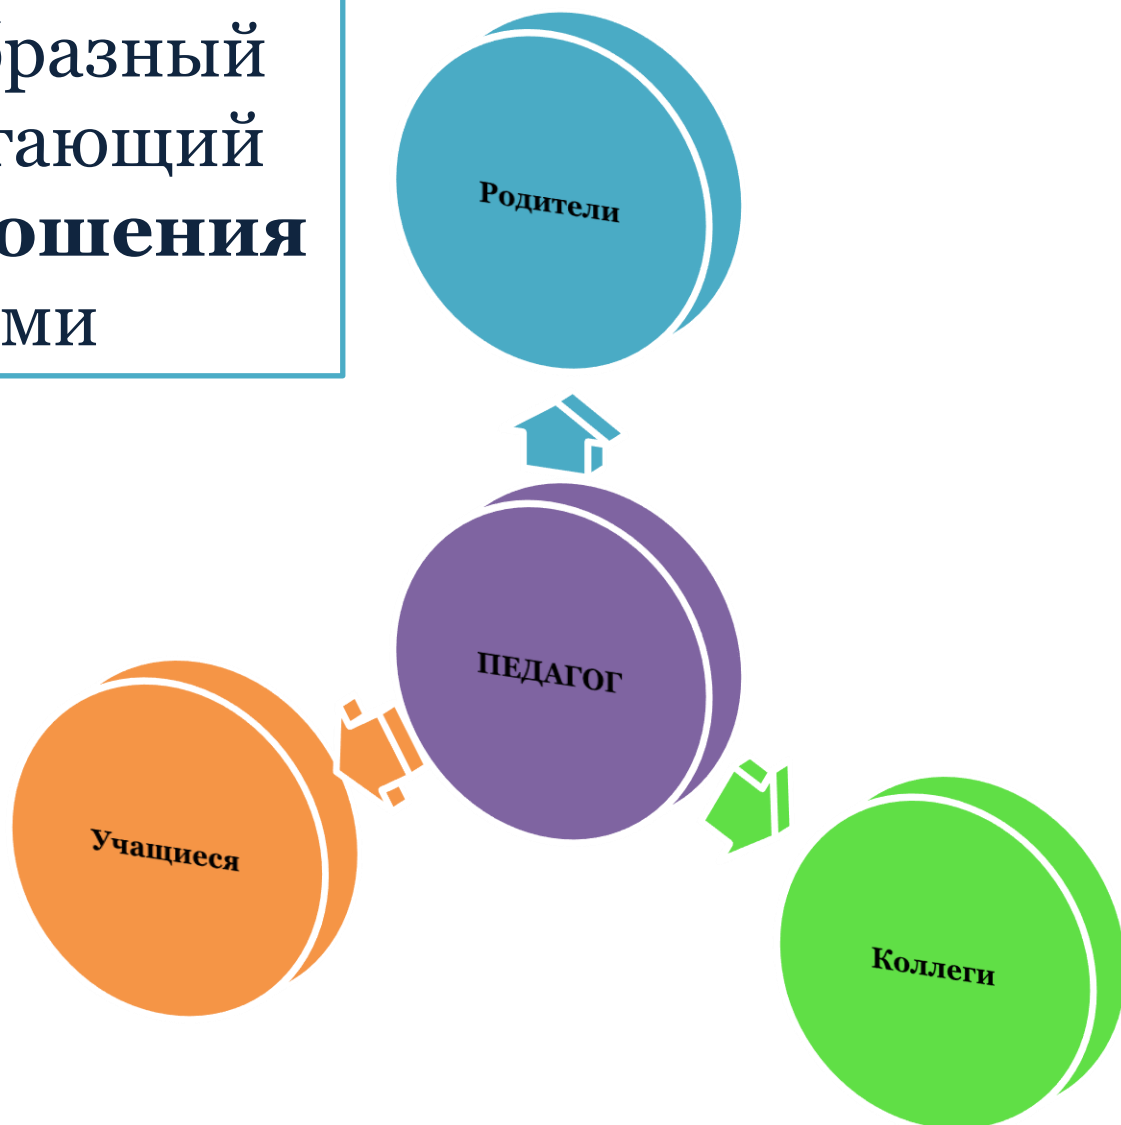 бразный
гающий
ошения
ми
Родители
ПЕДАГОГ
Учащиеся
Коллеги